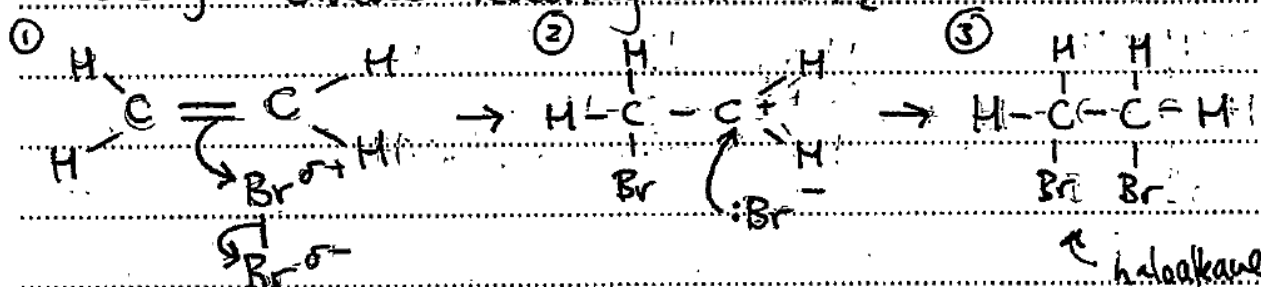 ① ② ③
H H H H H H
C = C → H - C - C + → H - C - C - H
H H Br H Br Br
Br δ+ :Br −
Br δ−
haloalkane